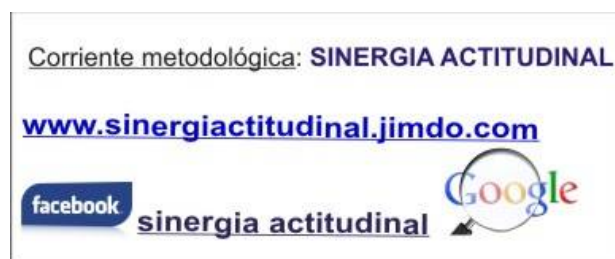 Corriente metodológica: SINERGIA ACTITUDINAL
www.sinergiactitudinal.jimdo.com
facebook sinergia actitudinal Google